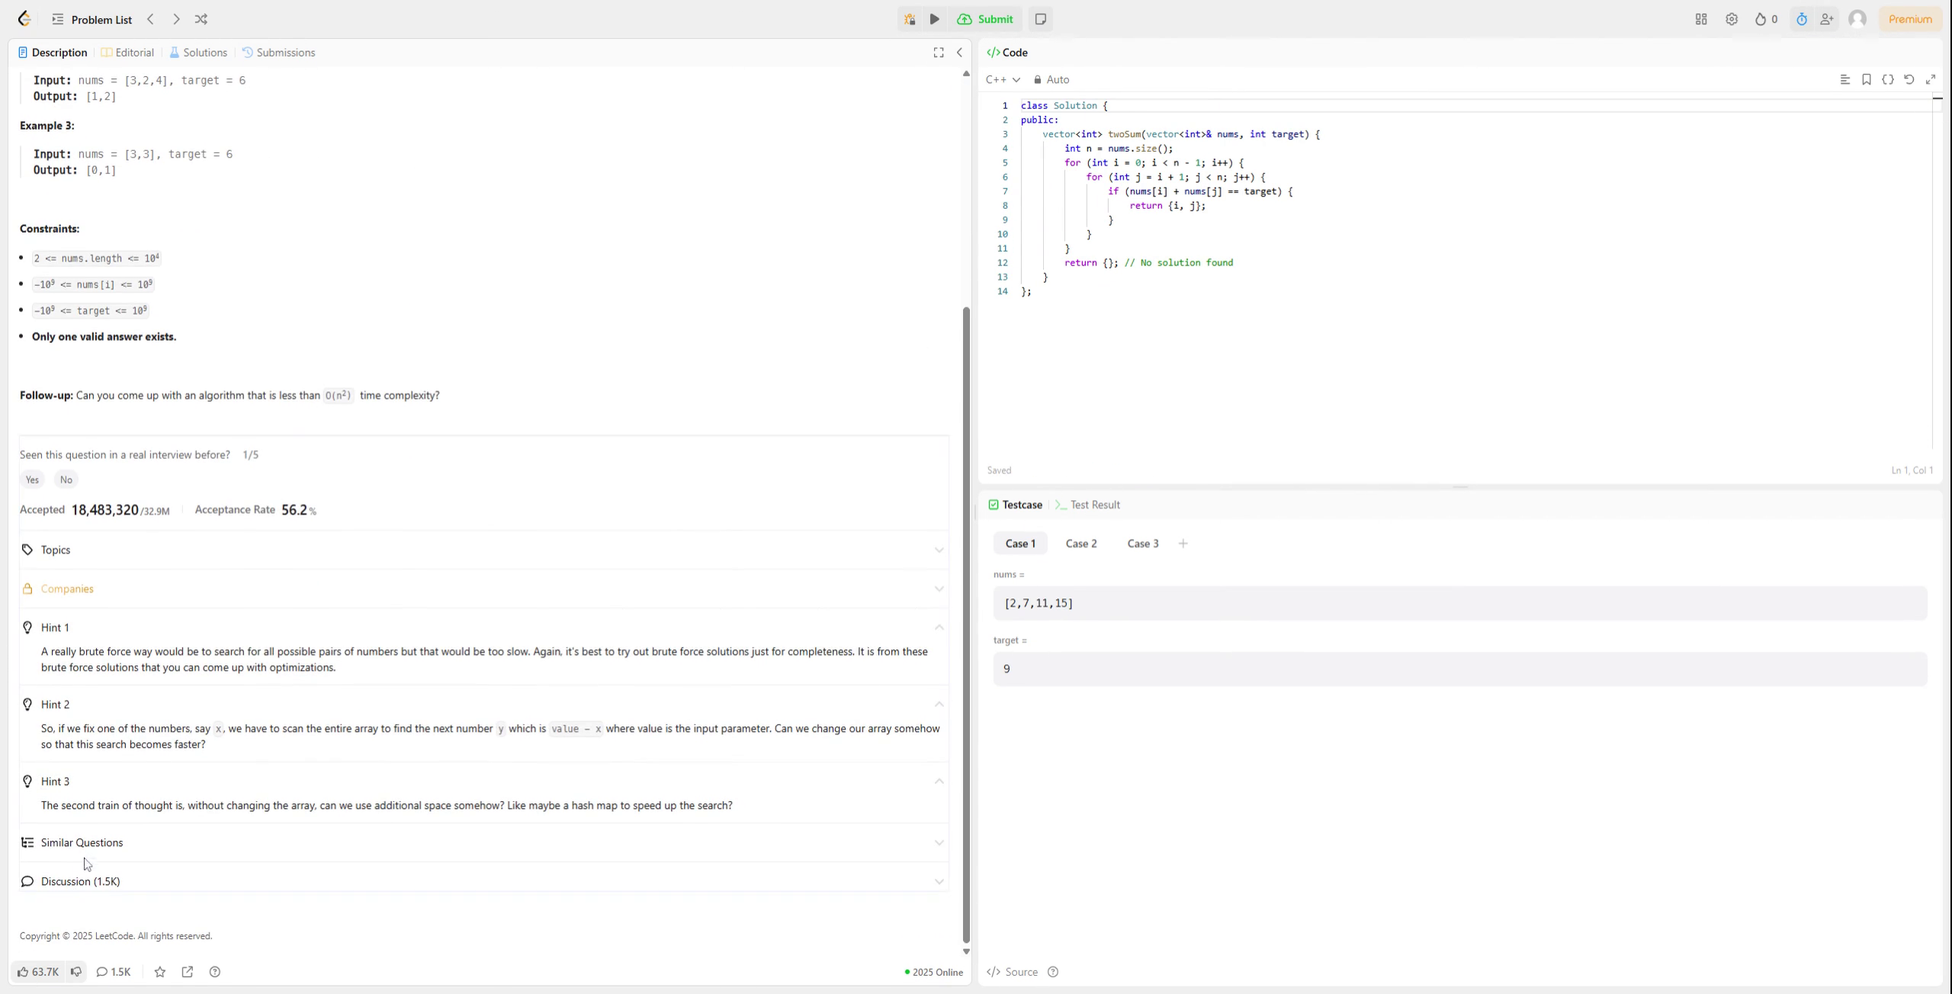 Problem List
Submit
0
Premium
Description
Editorial
Solutions
Submissions
Input: nums = [3,2,4], target = 6
Output: [1,2]
Example 3:
Input: nums = [3,3], target = 6
Output: [0,1]
Constraints:
• 2 <= nums.length <= 10⁴
• -10⁹ <= nums[i] <= 10⁹
• -10⁹ <= target <= 10⁹
• Only one valid answer exists.
Follow-up: Can you come up with an algorithm that is less than O(n²) time complexity?
Seen this question in a real interview before? 1/5
Yes No
Accepted 18,483,320/32.9M Acceptance Rate 56.2%
Topics
Companies
Hint 1
A really brute force way would be to search for all possible pairs of numbers but that would be too slow. Again, it's best to try out brute force solutions just for completeness. It is from these
brute force solutions that you can come up with optimizations.
Hint 2
So, if we fix one of the numbers, say x, we have to scan the entire array to find the next number y which is value - x where value is the input parameter. Can we change our array somehow
so that this search becomes faster?
Hint 3
The second train of thought is, without changing the array, can we use additional space somehow? Like maybe a hash map to speed up the search?
Similar Questions
Discussion (1.5K)
Copyright © 2025 LeetCode. All rights reserved.
63.7K 1.5K
2025 Online
</> Code
C++ Auto
1 class Solution {
2 public:
3 vector<int> twoSum(vector<int>& nums, int target) {
4 int n = nums.size();
5 for (int i = 0; i < n - 1; i++) {
6 for (int j = i + 1; j < n; j++) {
7 if (nums[i] + nums[j] == target) {
8 return {i, j};
9 }
10 }
11 }
12 return {}; // No solution found
13 }
14 };
Saved
Ln 1, Col 1
Testcase
>_ Test Result
Case 1 Case 2 Case 3 +
nums =
[2,7,11,15]
target =
9
</> Source